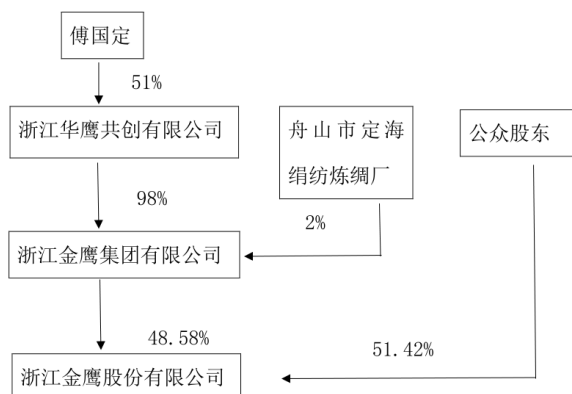 傅国定
51%
浙江华鹰共创有限公司
舟山市定海
绢纺炼绸厂
公众股东
98%
2%
浙江金鹰集团有限公司
48.58%
51.42%
浙江金鹰股份有限公司